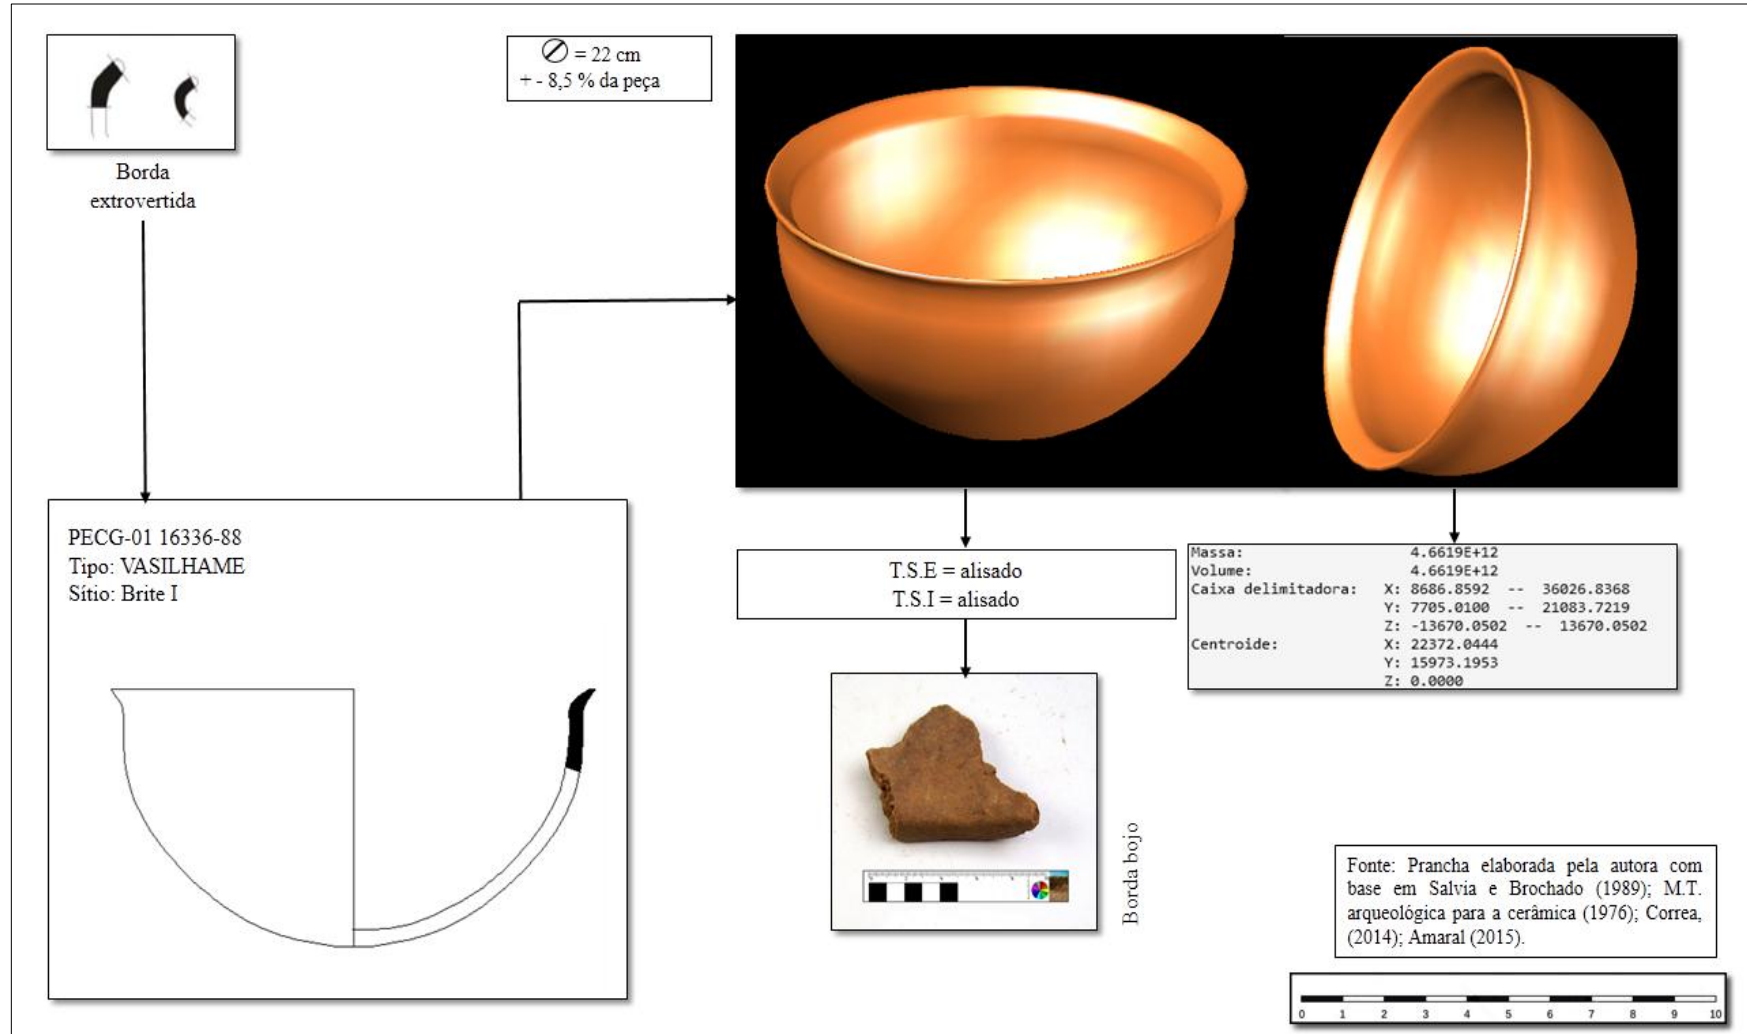 Borda
extrovertida
⌀ = 22 cm
+ - 8,5 % da peça
PECG-01 16336-88
Tipo: VASILHAME
Sítio: Brite I
T.S.E = alisado
T.S.I = alisado
Massa: 4.6619E+12
Volume: 4.6619E+12
Caixa delimitadora: X: 8686.8592 -- 36026.8368
Y: 7705.0100 -- 21083.7219
Z: -13670.0502 -- 13670.0502
Centroide: X: 22372.0444
Y: 15973.1953
Z: 0.0000
Borda bojo
Fonte: Prancha elaborada pela autora com
base em Salvia e Brochado (1989); M.T.
arqueológica para a cerâmica (1976); Correa,
(2014); Amaral (2015).
0 1 2 3 4 5 6 7 8 9 10